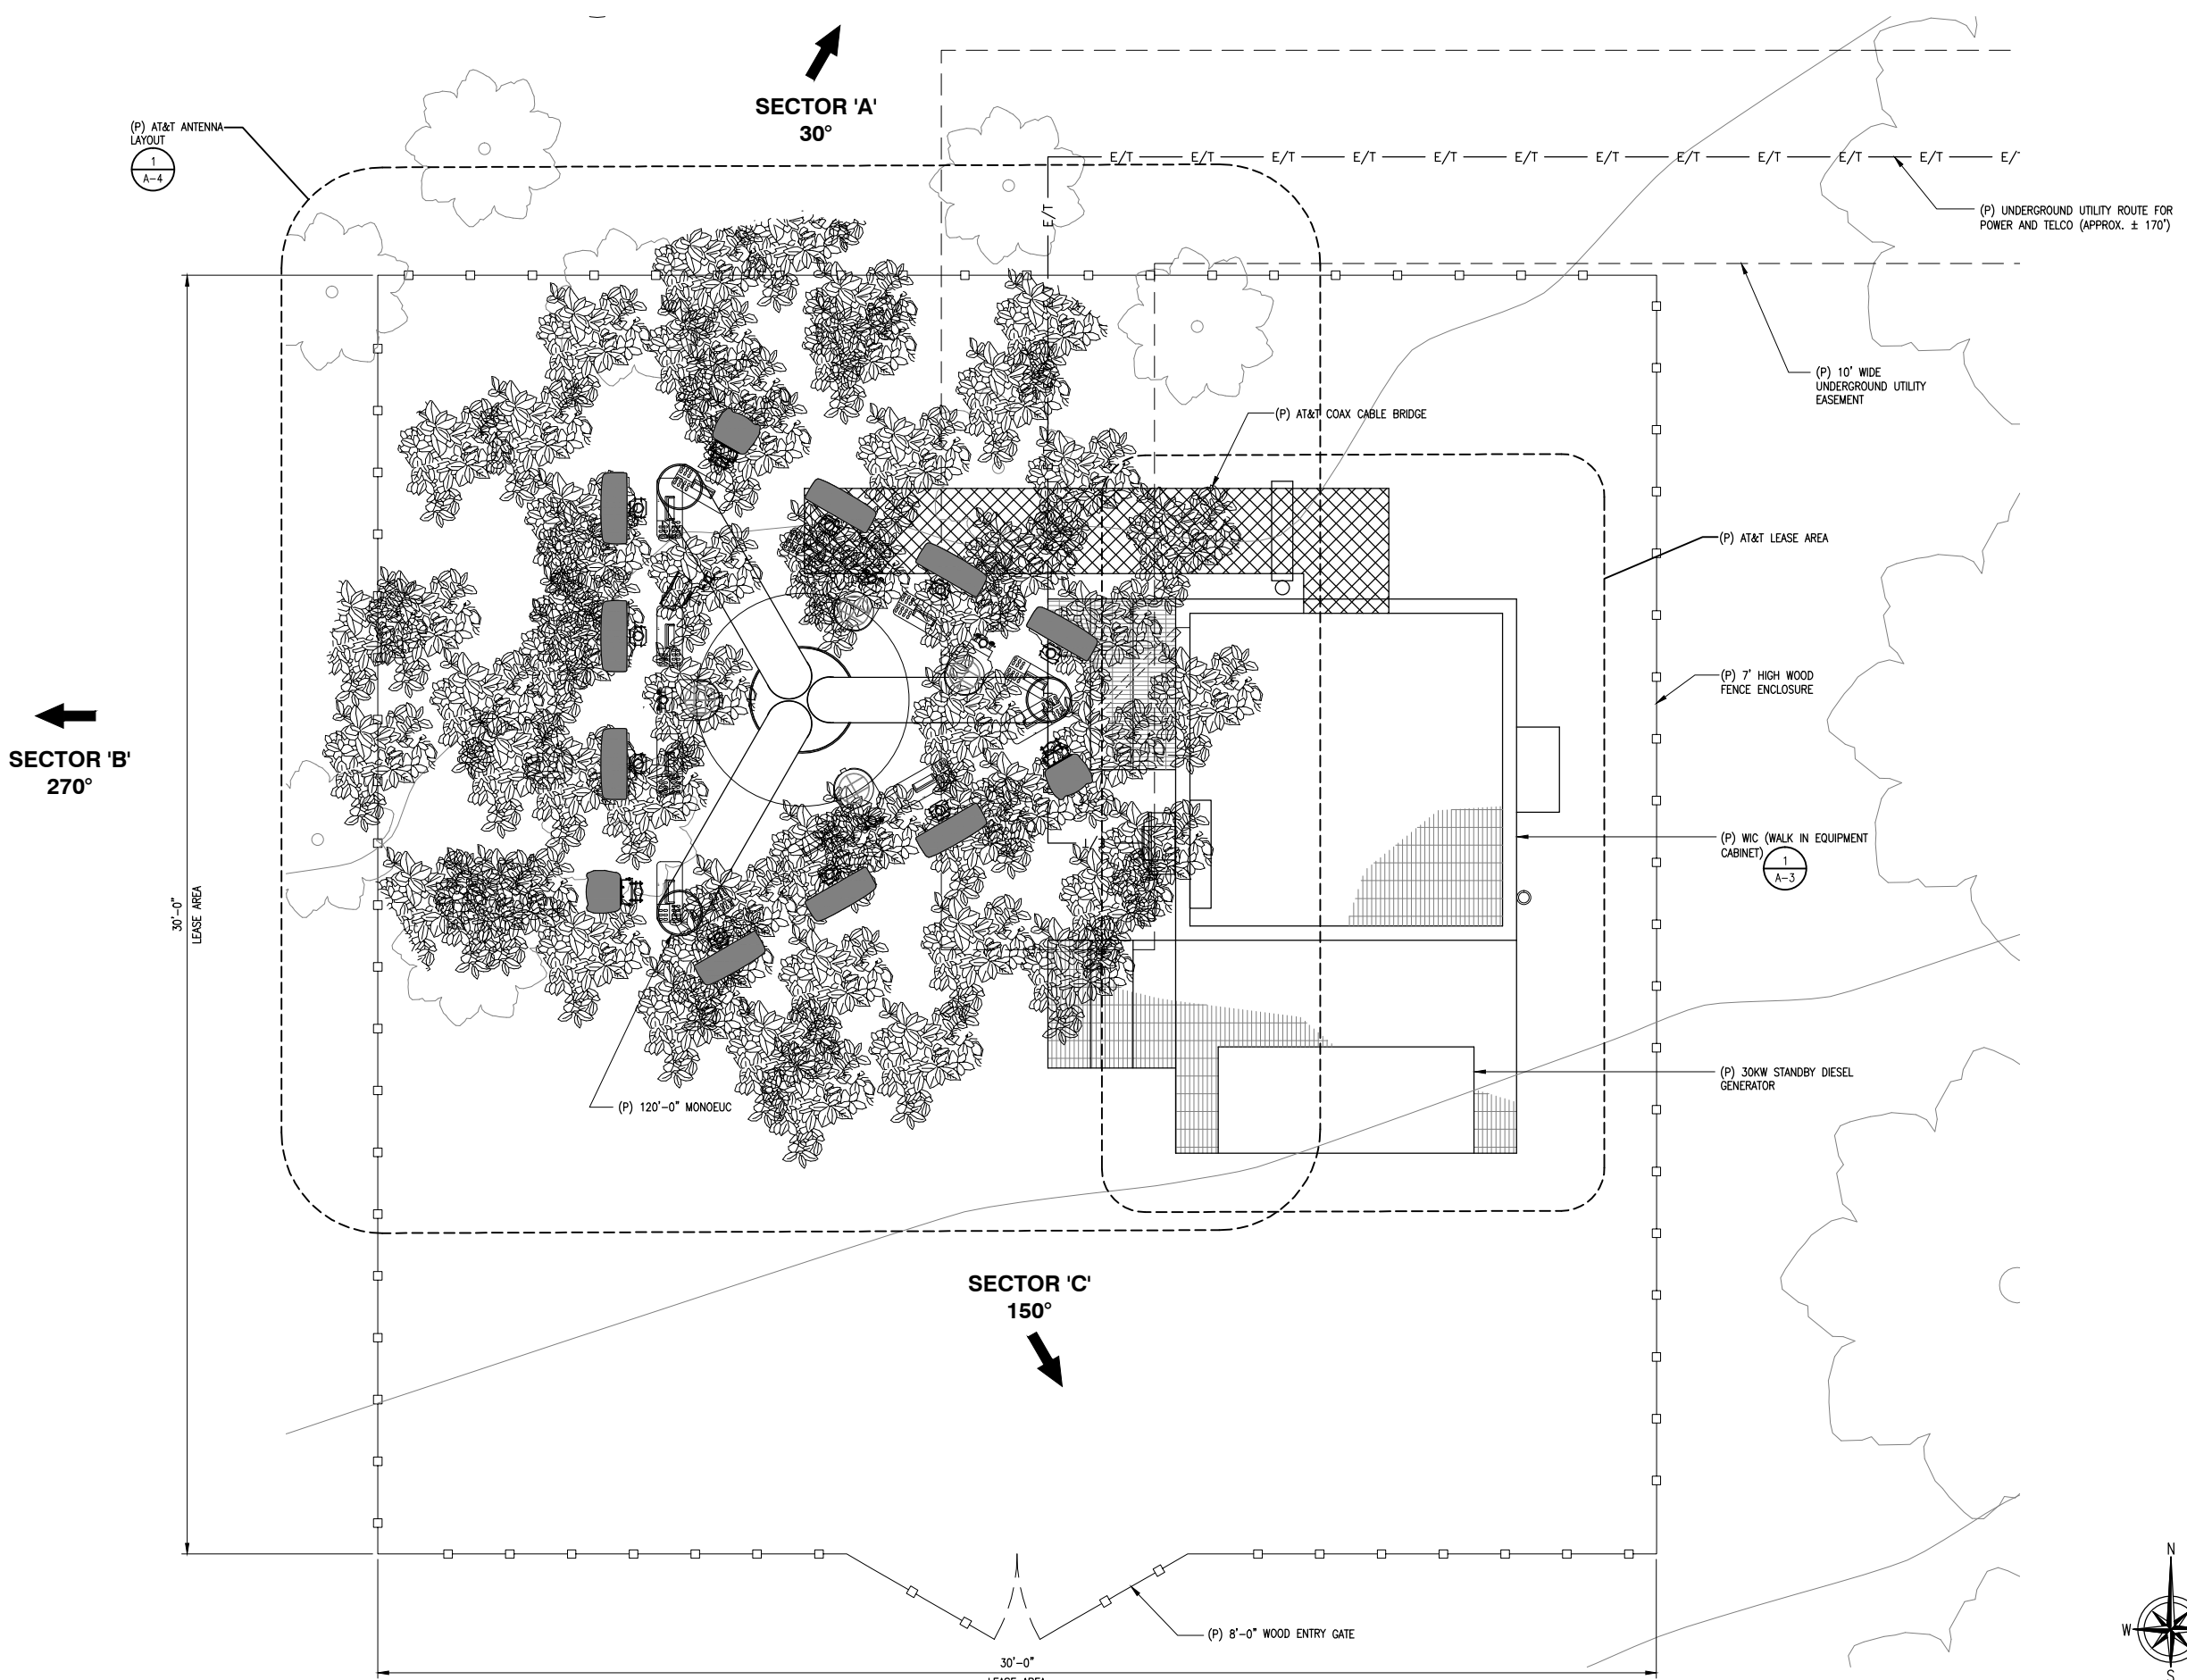 SECTOR 'A'
30°
(P) AT&T ANTENNA
LAYOUT
1
A-4
E/T E/T E/T E/T E/T E/T E/T E/T E/T E/T E/T E/T
E/T
(P) UNDERGROUND UTILITY ROUTE FOR
POWER AND TELCO (APPROX. ± 170')
(P) 10' WIDE
UNDERGROUND UTILITY
EASEMENT
(P) AT&T COAX CABLE BRIDGE
(P) AT&T LEASE AREA
(P) 7' HIGH WOOD
FENCE ENCLOSURE
SECTOR 'B'
270°
(P) WIC (WALK IN EQUIPMENT
CABINET)
1
A-3
30'-0"
LEASE AREA
(P) 30KW STANDBY DIESEL
GENERATOR
(P) 120'-0" MONOEUC
SECTOR 'C'
150°
(P) 8'-0" WOOD ENTRY GATE
30'-0"
LEASE AREA
N
W
S